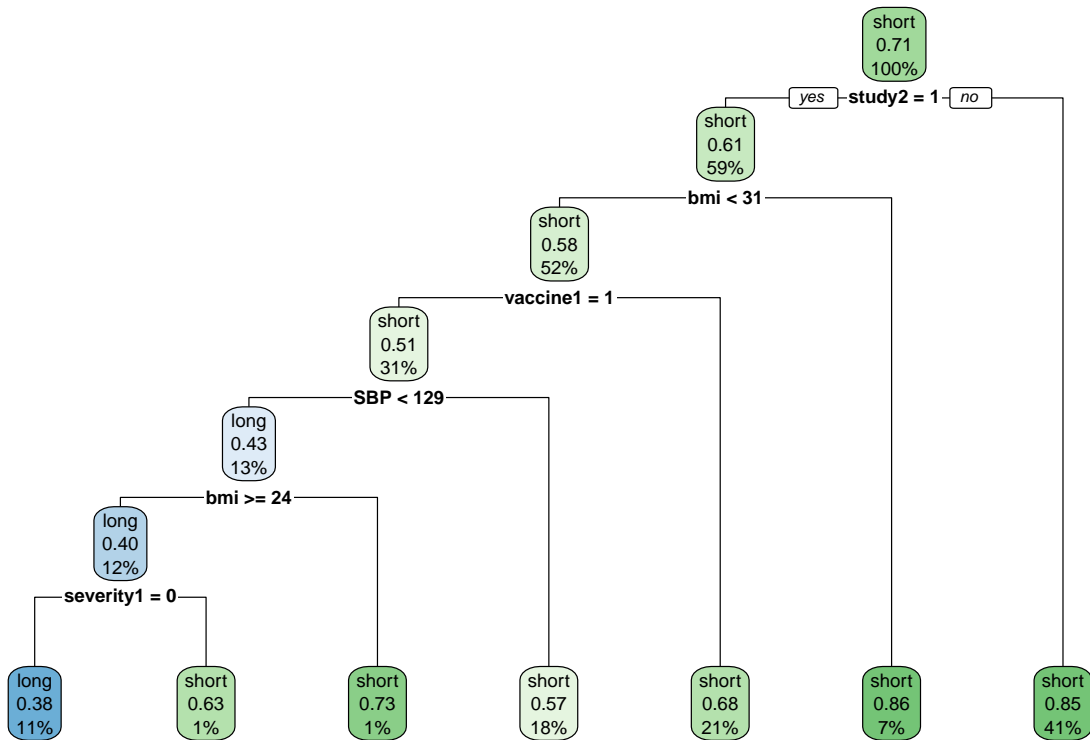 short
0.71
100%
yes study2 = 1 no
short
0.61
59%
bmi < 31
short
0.58
52%
vaccine1 = 1
short
0.51
31%
SBP < 129
long
0.43
13%
bmi >= 24
long
0.40
12%
severity1 = 0
long
0.38
11%
short
0.63
1%
short
0.73
1%
short
0.57
18%
short
0.68
21%
short
0.86
7%
short
0.85
41%